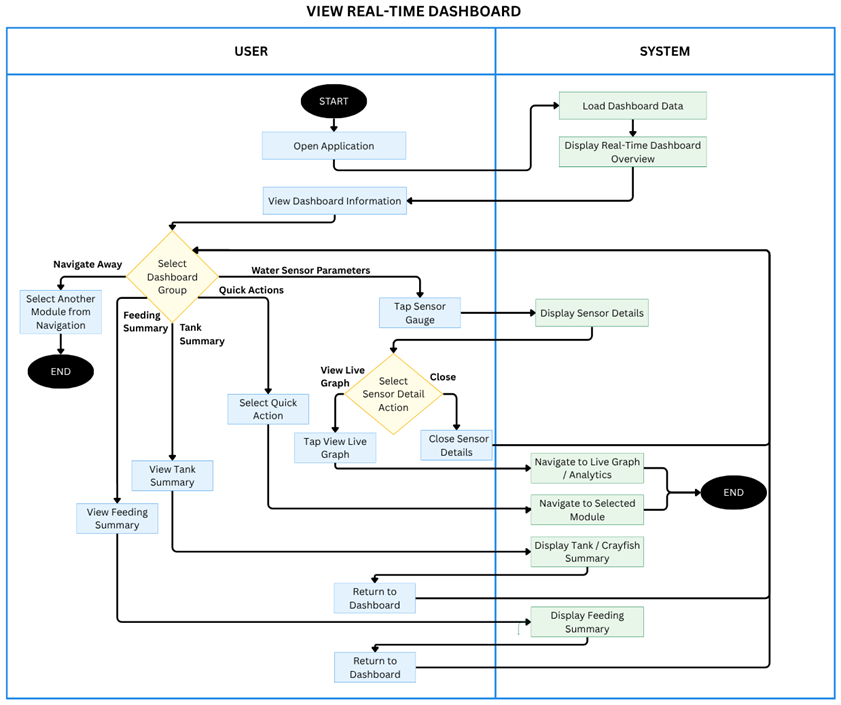 VIEW REAL-TIME DASHBOARD
USER
SYSTEM
START
Load Dashboard Data
Open Application
Display Real-Time Dashboard
Overview
View Dashboard Information
Select
Dashboard
Group
Navigate Away
Water Sensor Parameters
Quick Actions
Select Another
Module from
Navigation
Feeding
Summary
Tank
Summary
Tap Sensor
Gauge
Display Sensor Details
END
View Live
Graph
Select
Sensor Detail
Action
Close
Select Quick
Action
Tap View Live
Graph
Close Sensor
Details
View Tank
Summary
Navigate to Live Graph
/ Analytics
END
View Feeding
Summary
Navigate to Selected
Module
Display Tank / Crayfish
Summary
Return to
Dashboard
Display Feeding
Summary
Return to
Dashboard